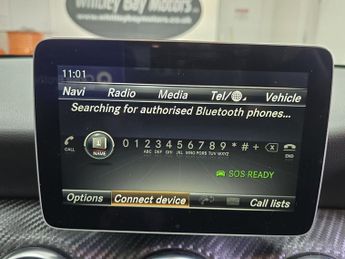 Whitley Bay Motors
11:01
Navi Radio Media Tel/ Vehicle
Searching for authorised Bluetooth phones...
0 1 2 3 4 5 6 7 8 9 * # +
ABC DEF GHI JKL MNO PQRS TUV WXYZ
CALL
NAME
END
SOS READY
Options Connect device Call lists